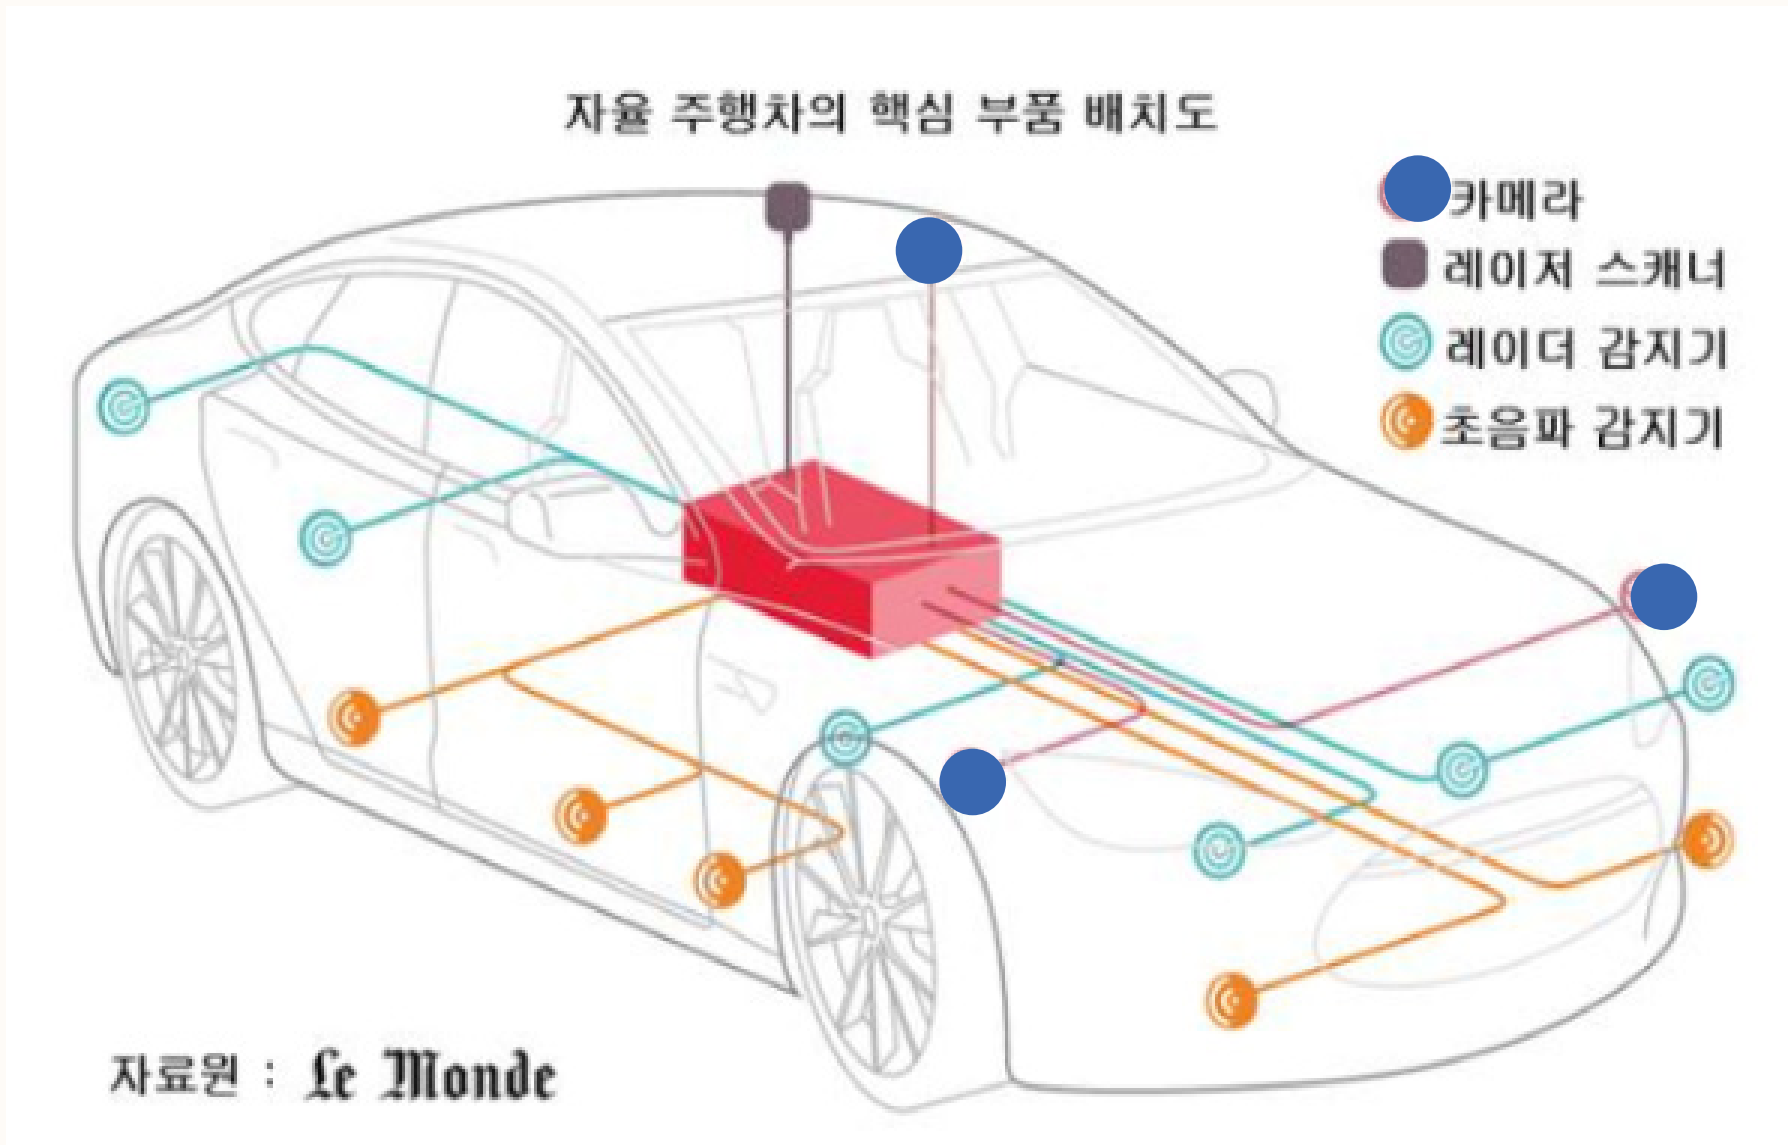 자율 주행차의 핵심 부품 배치도
카메라
레이저 스캐너
레이더 감지기
초음파 감지기
자료원 : Le Monde